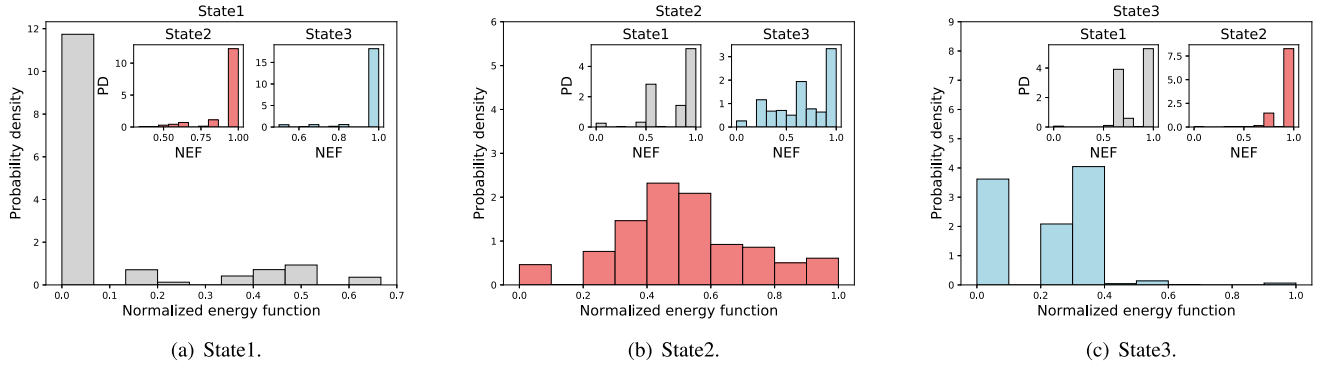 State1
Probability density
12
10
8
6
4
2
0
0.0 0.1 0.2 0.3 0.4 0.5 0.6 0.7
Normalized energy function
State2
PD
10
5
0
0.50 0.75 1.00
NEF
State3
15
10
5
0
0.6 0.8 1.0
NEF
(a) State1.
State2
Probability density
6
5
4
3
2
1
0
0.0 0.2 0.4 0.6 0.8 1.0
Normalized energy function
State1
PD
4
2
0
0.0 0.5 1.0
NEF
State3
3
2
1
0
0.0 0.5 1.0
NEF
(b) State2.
State3
Probability density
9
8
7
6
5
4
3
2
1
0
0.0 0.2 0.4 0.6 0.8 1.0
Normalized energy function
State1
PD
4
2
0
0.0 0.5 1.0
NEF
State2
7.5
5.0
2.5
0.0
0.0 0.5 1.0
NEF
(c) State3.